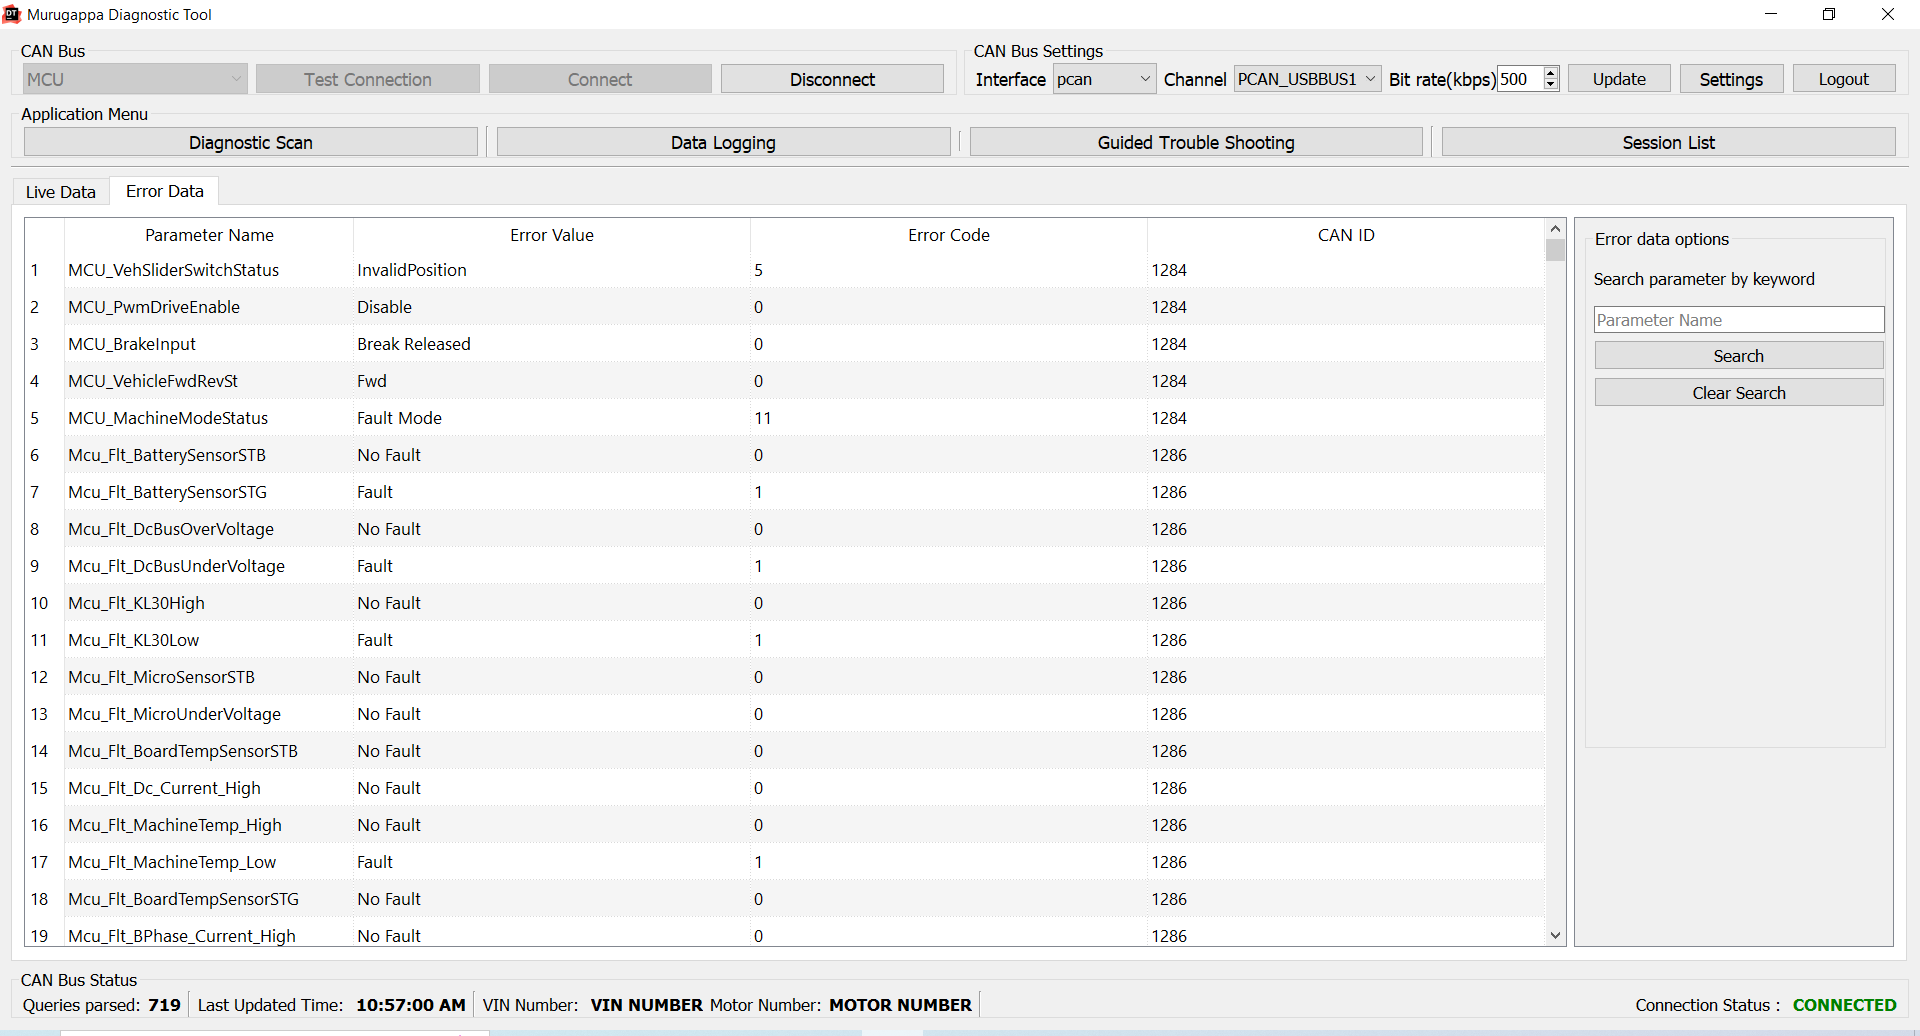 Murugappa Diagnostic Tool
CAN Bus
MCU Test Connection Connect Disconnect
CAN Bus Settings
Interface pcan Channel PCAN_USBBUS1 Bit rate(kbps) 500 Update Settings Logout
Application Menu
Diagnostic Scan Data Logging Guided Trouble Shooting Session List
Live Data Error Data
Parameter Name Error Value Error Code CAN ID
1 MCU_VehSliderSwitchStatus InvalidPosition 5 1284
2 MCU_PwmDriveEnable Disable 0 1284
3 MCU_BrakeInput Break Released 0 1284
4 MCU_VehicleFwdRevSt Fwd 0 1284
5 MCU_MachineModeStatus Fault Mode 11 1284
6 Mcu_Flt_BatterySensorSTB No Fault 0 1286
7 Mcu_Flt_BatterySensorSTG Fault 1 1286
8 Mcu_Flt_DcBusOverVoltage No Fault 0 1286
9 Mcu_Flt_DcBusUnderVoltage Fault 1 1286
10 Mcu_Flt_KL30High No Fault 0 1286
11 Mcu_Flt_KL30Low Fault 1 1286
12 Mcu_Flt_MicroSensorSTB No Fault 0 1286
13 Mcu_Flt_MicroUnderVoltage No Fault 0 1286
14 Mcu_Flt_BoardTempSensorSTB No Fault 0 1286
15 Mcu_Flt_Dc_Current_High No Fault 0 1286
16 Mcu_Flt_MachineTemp_High No Fault 0 1286
17 Mcu_Flt_MachineTemp_Low Fault 1 1286
18 Mcu_Flt_BoardTempSensorSTG No Fault 0 1286
19 Mcu_Flt_BPhase_Current_High No Fault 0 1286
Error data options
Search parameter by keyword
Parameter Name
Search
Clear Search
CAN Bus Status
Queries parsed: 719 Last Updated Time: 10:57:00 AM VIN Number: VIN NUMBER Motor Number: MOTOR NUMBER Connection Status : CONNECTED